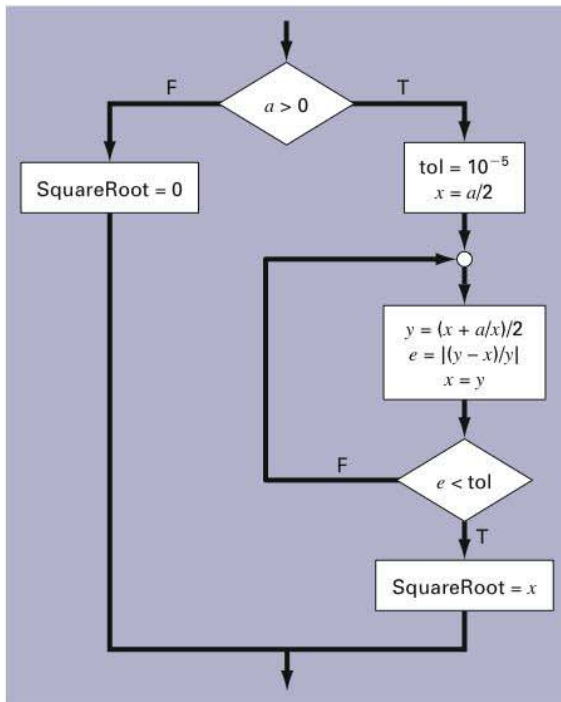 F
a > 0
T
SquareRoot = 0
tol = 10⁻⁵
x = a/2
y = (x + a/x)/2
e = |(y − x)/y|
x = y
F
e < tol
T
SquareRoot = x